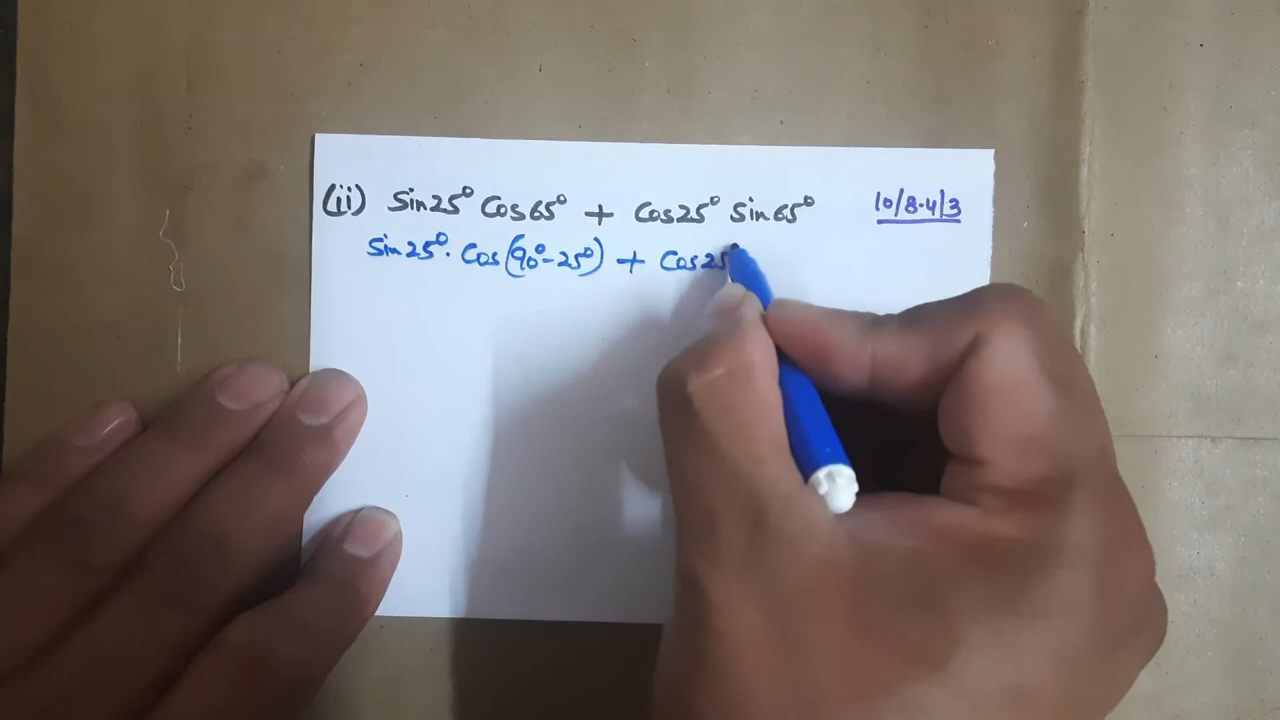 (ii) Sin25° Cos65° + Cos25° Sin65° 10/8.4/3
Sin25°. Cos(90°-25°) + Cos25